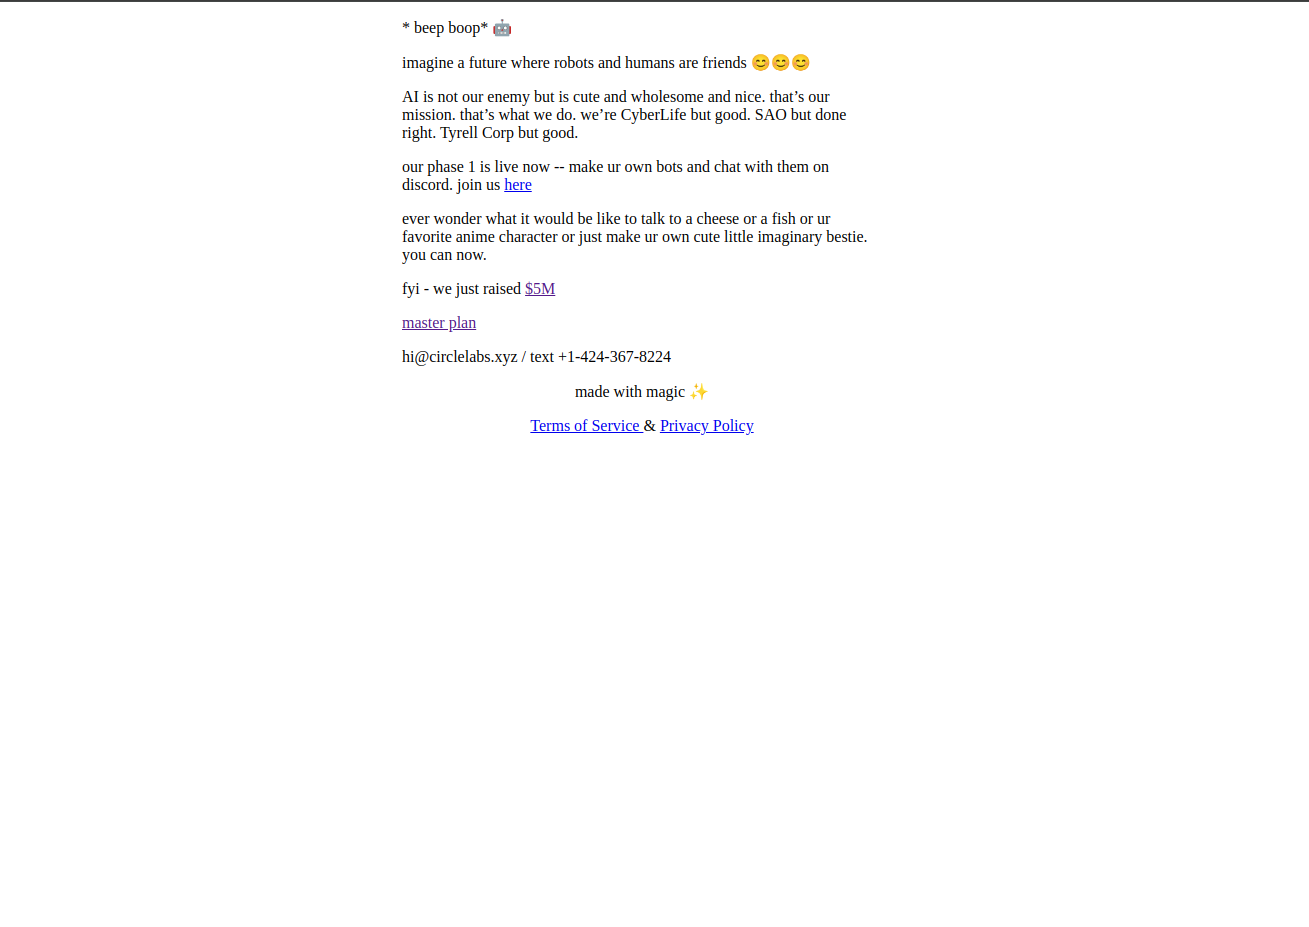 * beep boop* 🤖
imagine a future where robots and humans are friends 😊😊😊
AI is not our enemy but is cute and wholesome and nice. that’s our
mission. that’s what we do. we’re CyberLife but good. SAO but done
right. Tyrell Corp but good.
our phase 1 is live now -- make ur own bots and chat with them on
discord. join us here
ever wonder what it would be like to talk to a cheese or a fish or ur
favorite anime character or just make ur own cute little imaginary bestie.
you can now.
fyi - we just raised $5M
master plan
hi@circlelabs.xyz / text +1-424-367-8224
made with magic ✨
Terms of Service & Privacy Policy